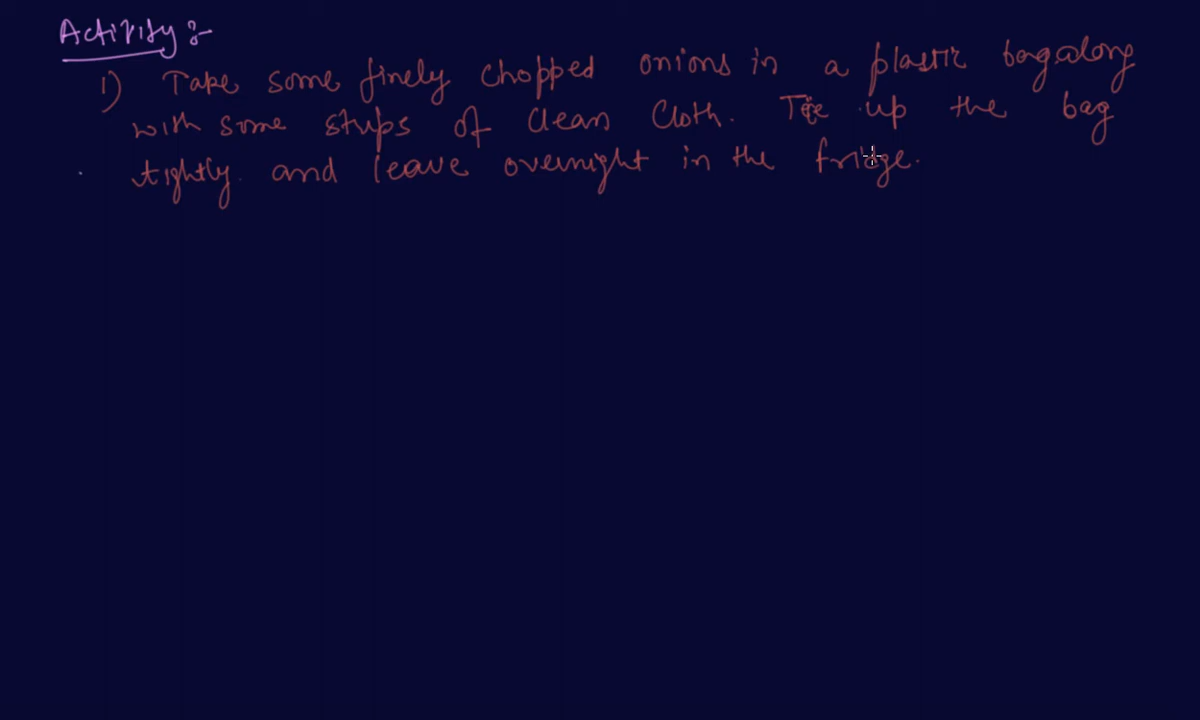 Activity :-
1) Take some finely chopped onions in a plastic bag along
with some strips of clean cloth. Tie up the bag
tightly. and leave overnight in the fridge.